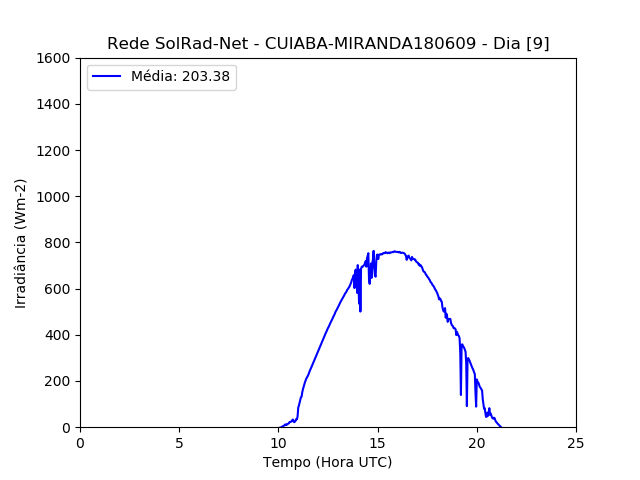 Rede SolRad-Net - CUIABA-MIRANDA180609 - Dia [9]
Média: 203.38
1600
1400
1200
1000
800
600
400
200
0
0 5 10 15 20 25
Irradiância (Wm-2)
Tempo (Hora UTC)